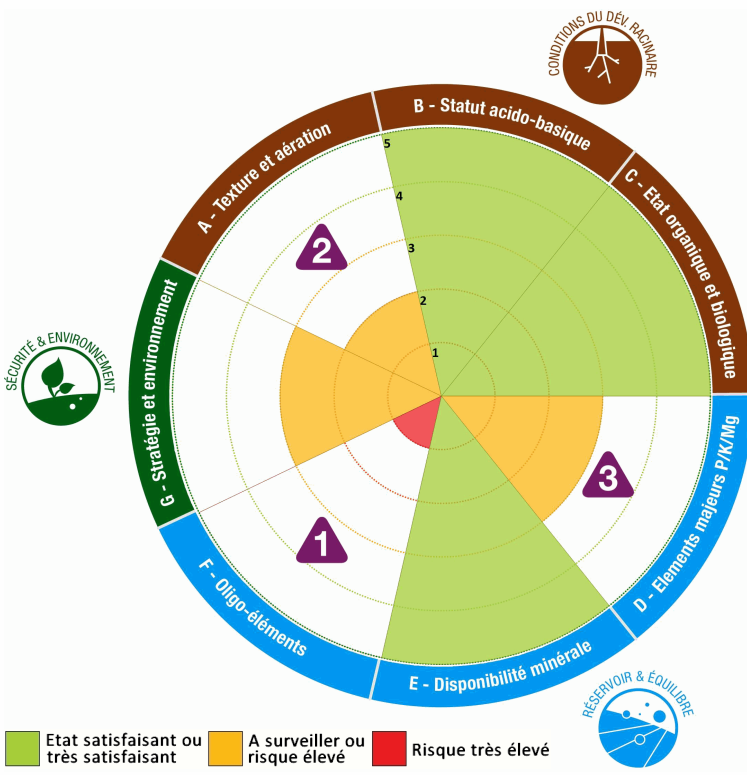 CONDITIONS DU DÉV. RACINAIRE
B - Statut acido-basique
A - Texture et aération
C - Etat organique et biologique
5
4
3
2
1
2
SÉCURITÉ & ENVIRONNEMENT
G - Stratégie et environnement
3
1
D - Elements majeurs P/K/Mg
F - Oligo-éléments
E - Disponibilité minérale
RÉSERVOIR & ÉQUILIBRE
Etat satisfaisant ou
très satisfaisant
A surveiller ou
risque élevé
Risque très élevé